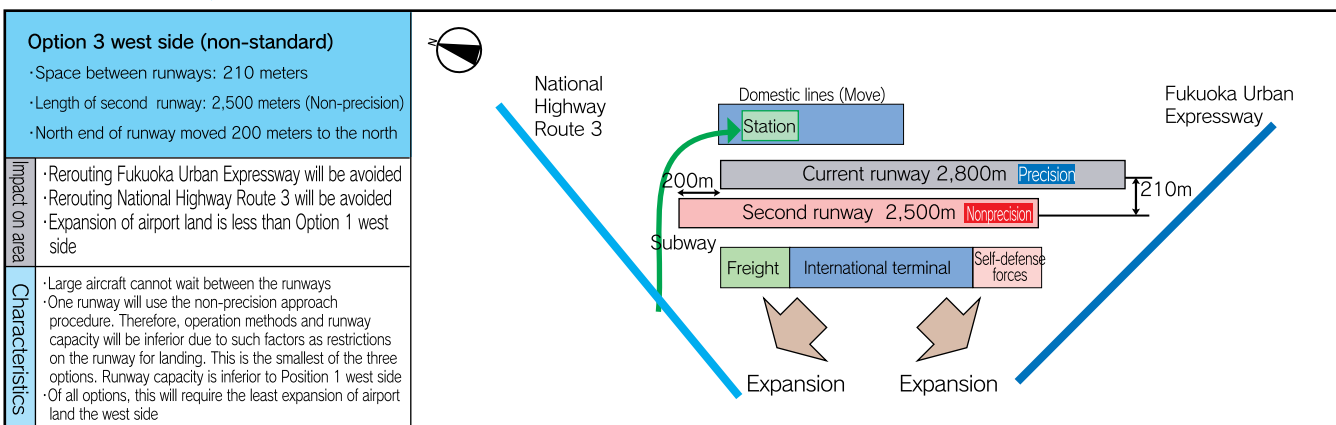 Option 3 west side (non-standard)
·Space between runways: 210 meters
·Length of second runway: 2,500 meters (Non-precision)
·North end of runway moved 200 meters to the north
Impact on area
·Rerouting Fukuoka Urban Expressway will be avoided
·Rerouting National Highway Route 3 will be avoided
·Expansion of airport land is less than Option 1 west
side
Characteristics
·Large aircraft cannot wait between the runways
·One runway will use the non-precision approach
procedure. Therefore, operation methods and runway
capacity will be inferior due to such factors as restrictions
on the runway for landing. This is the smallest of the three
options. Runway capacity is inferior to Position 1 west side
·Of all options, this will require the least expansion of airport
land the west side
N
National
Highway
Route 3
Domestic lines (Move)
Station
Fukuoka Urban
Expressway
Current runway 2,800m Precision
200m
210m
Second runway 2,500m Nonprecision
Subway
Freight
International terminal
Self-defense
forces
Expansion
Expansion